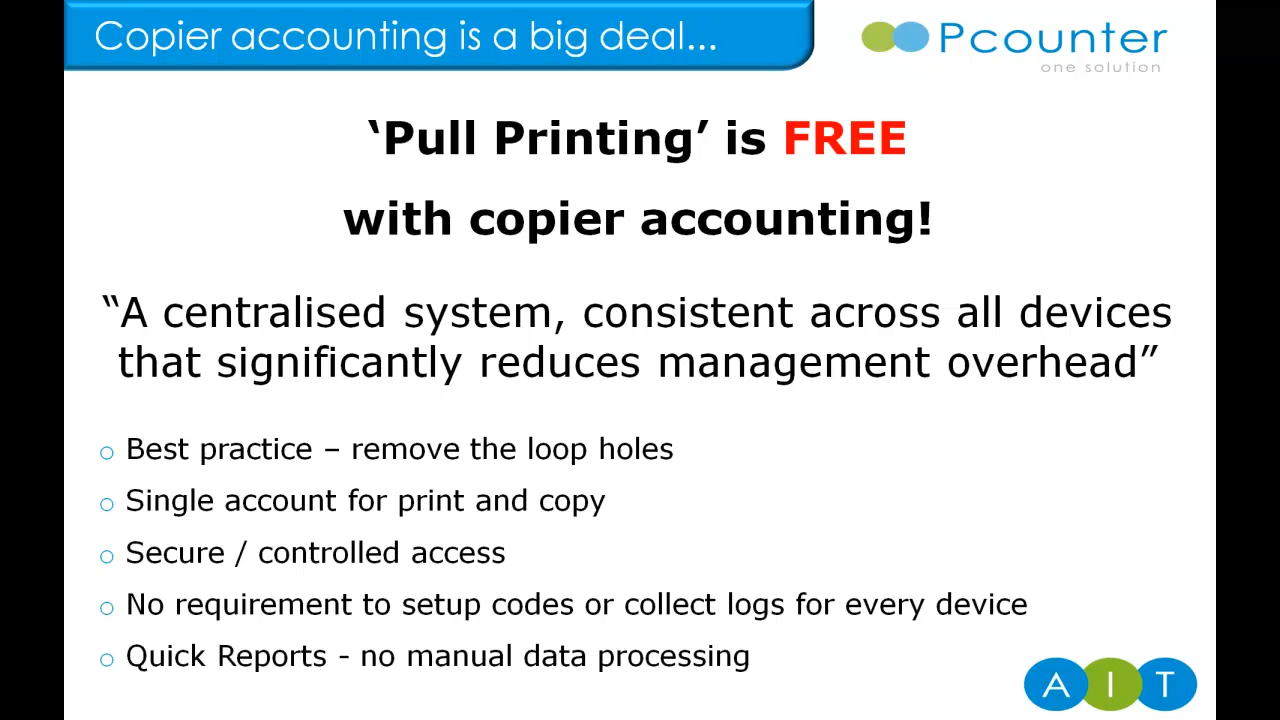 Copier accounting is a big deal...
Pcounter
one solution
‘Pull Printing’ is FREE
with copier accounting!
“A centralised system, consistent across all devices
that significantly reduces management overhead”
o Best practice – remove the loop holes
o Single account for print and copy
o Secure / controlled access
o No requirement to setup codes or collect logs for every device
o Quick Reports - no manual data processing
A I T